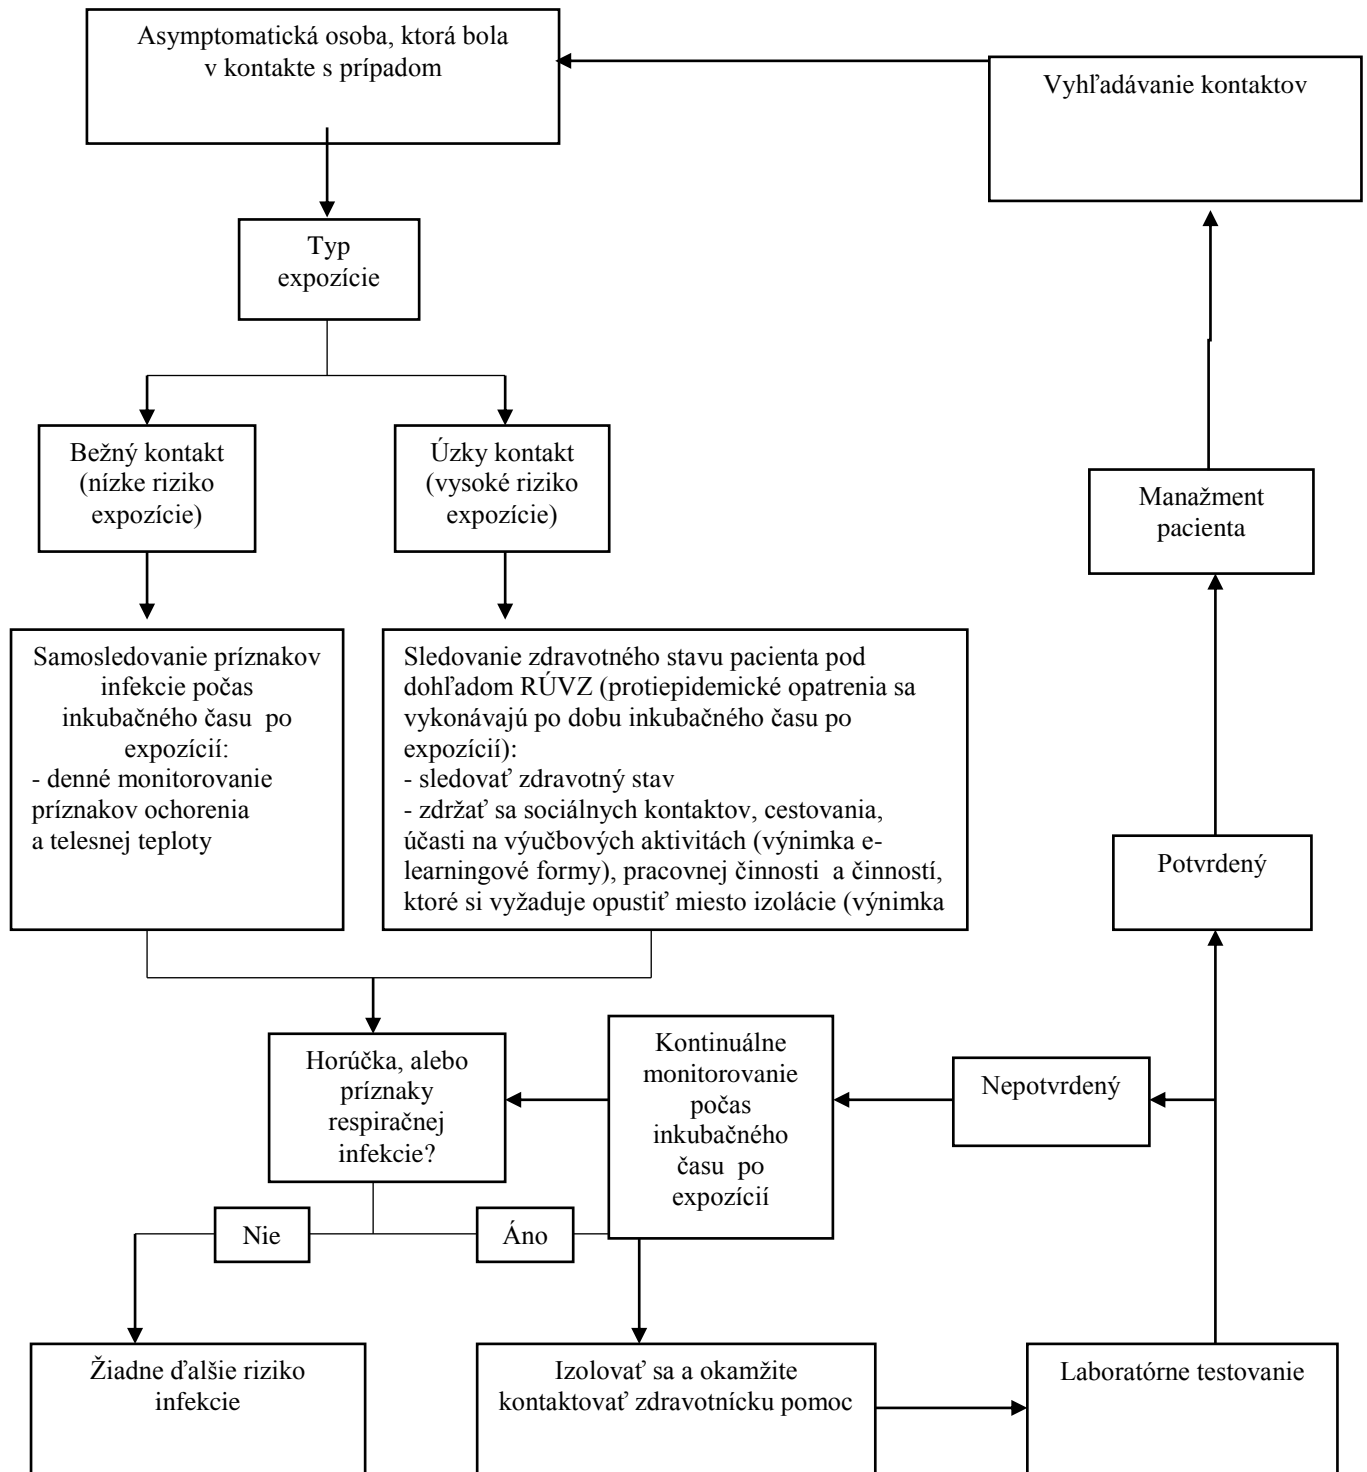 Asymptomatická osoba, ktorá bola
v kontakte s prípadom
Vyhľadávanie kontaktov
Typ
expozície
Bežný kontakt
(nízke riziko
expozície)
Úzky kontakt
(vysoké riziko
expozície)
Manažment
pacienta
Samosledovanie príznakov
infekcie počas
inkubačného času po
expozícií:
- denné monitorovanie
príznakov ochorenia
a telesnej teploty
Sledovanie zdravotného stavu pacienta pod
dohľadom RÚVZ (protiepidemické opatrenia sa
vykonávajú po dobu inkubačného času po
expozícií):
- sledovať zdravotný stav
- zdržať sa sociálnych kontaktov, cestovania,
účasti na výučbových aktivitách (výnimka e-
learningové formy), pracovnej činnosti a činností,
ktoré si vyžaduje opustiť miesto izolácie (výnimka
Potvrdený
Horúčka, alebo
príznaky
respiračnej
infekcie?
Kontinuálne
monitorovanie
počas
inkubačného
času po
expozícií
Nepotvrdený
Nie
Áno
Žiadne ďalšie riziko
infekcie
Izolovať sa a okamžite
kontaktovať zdravotnícku pomoc
Laboratórne testovanie